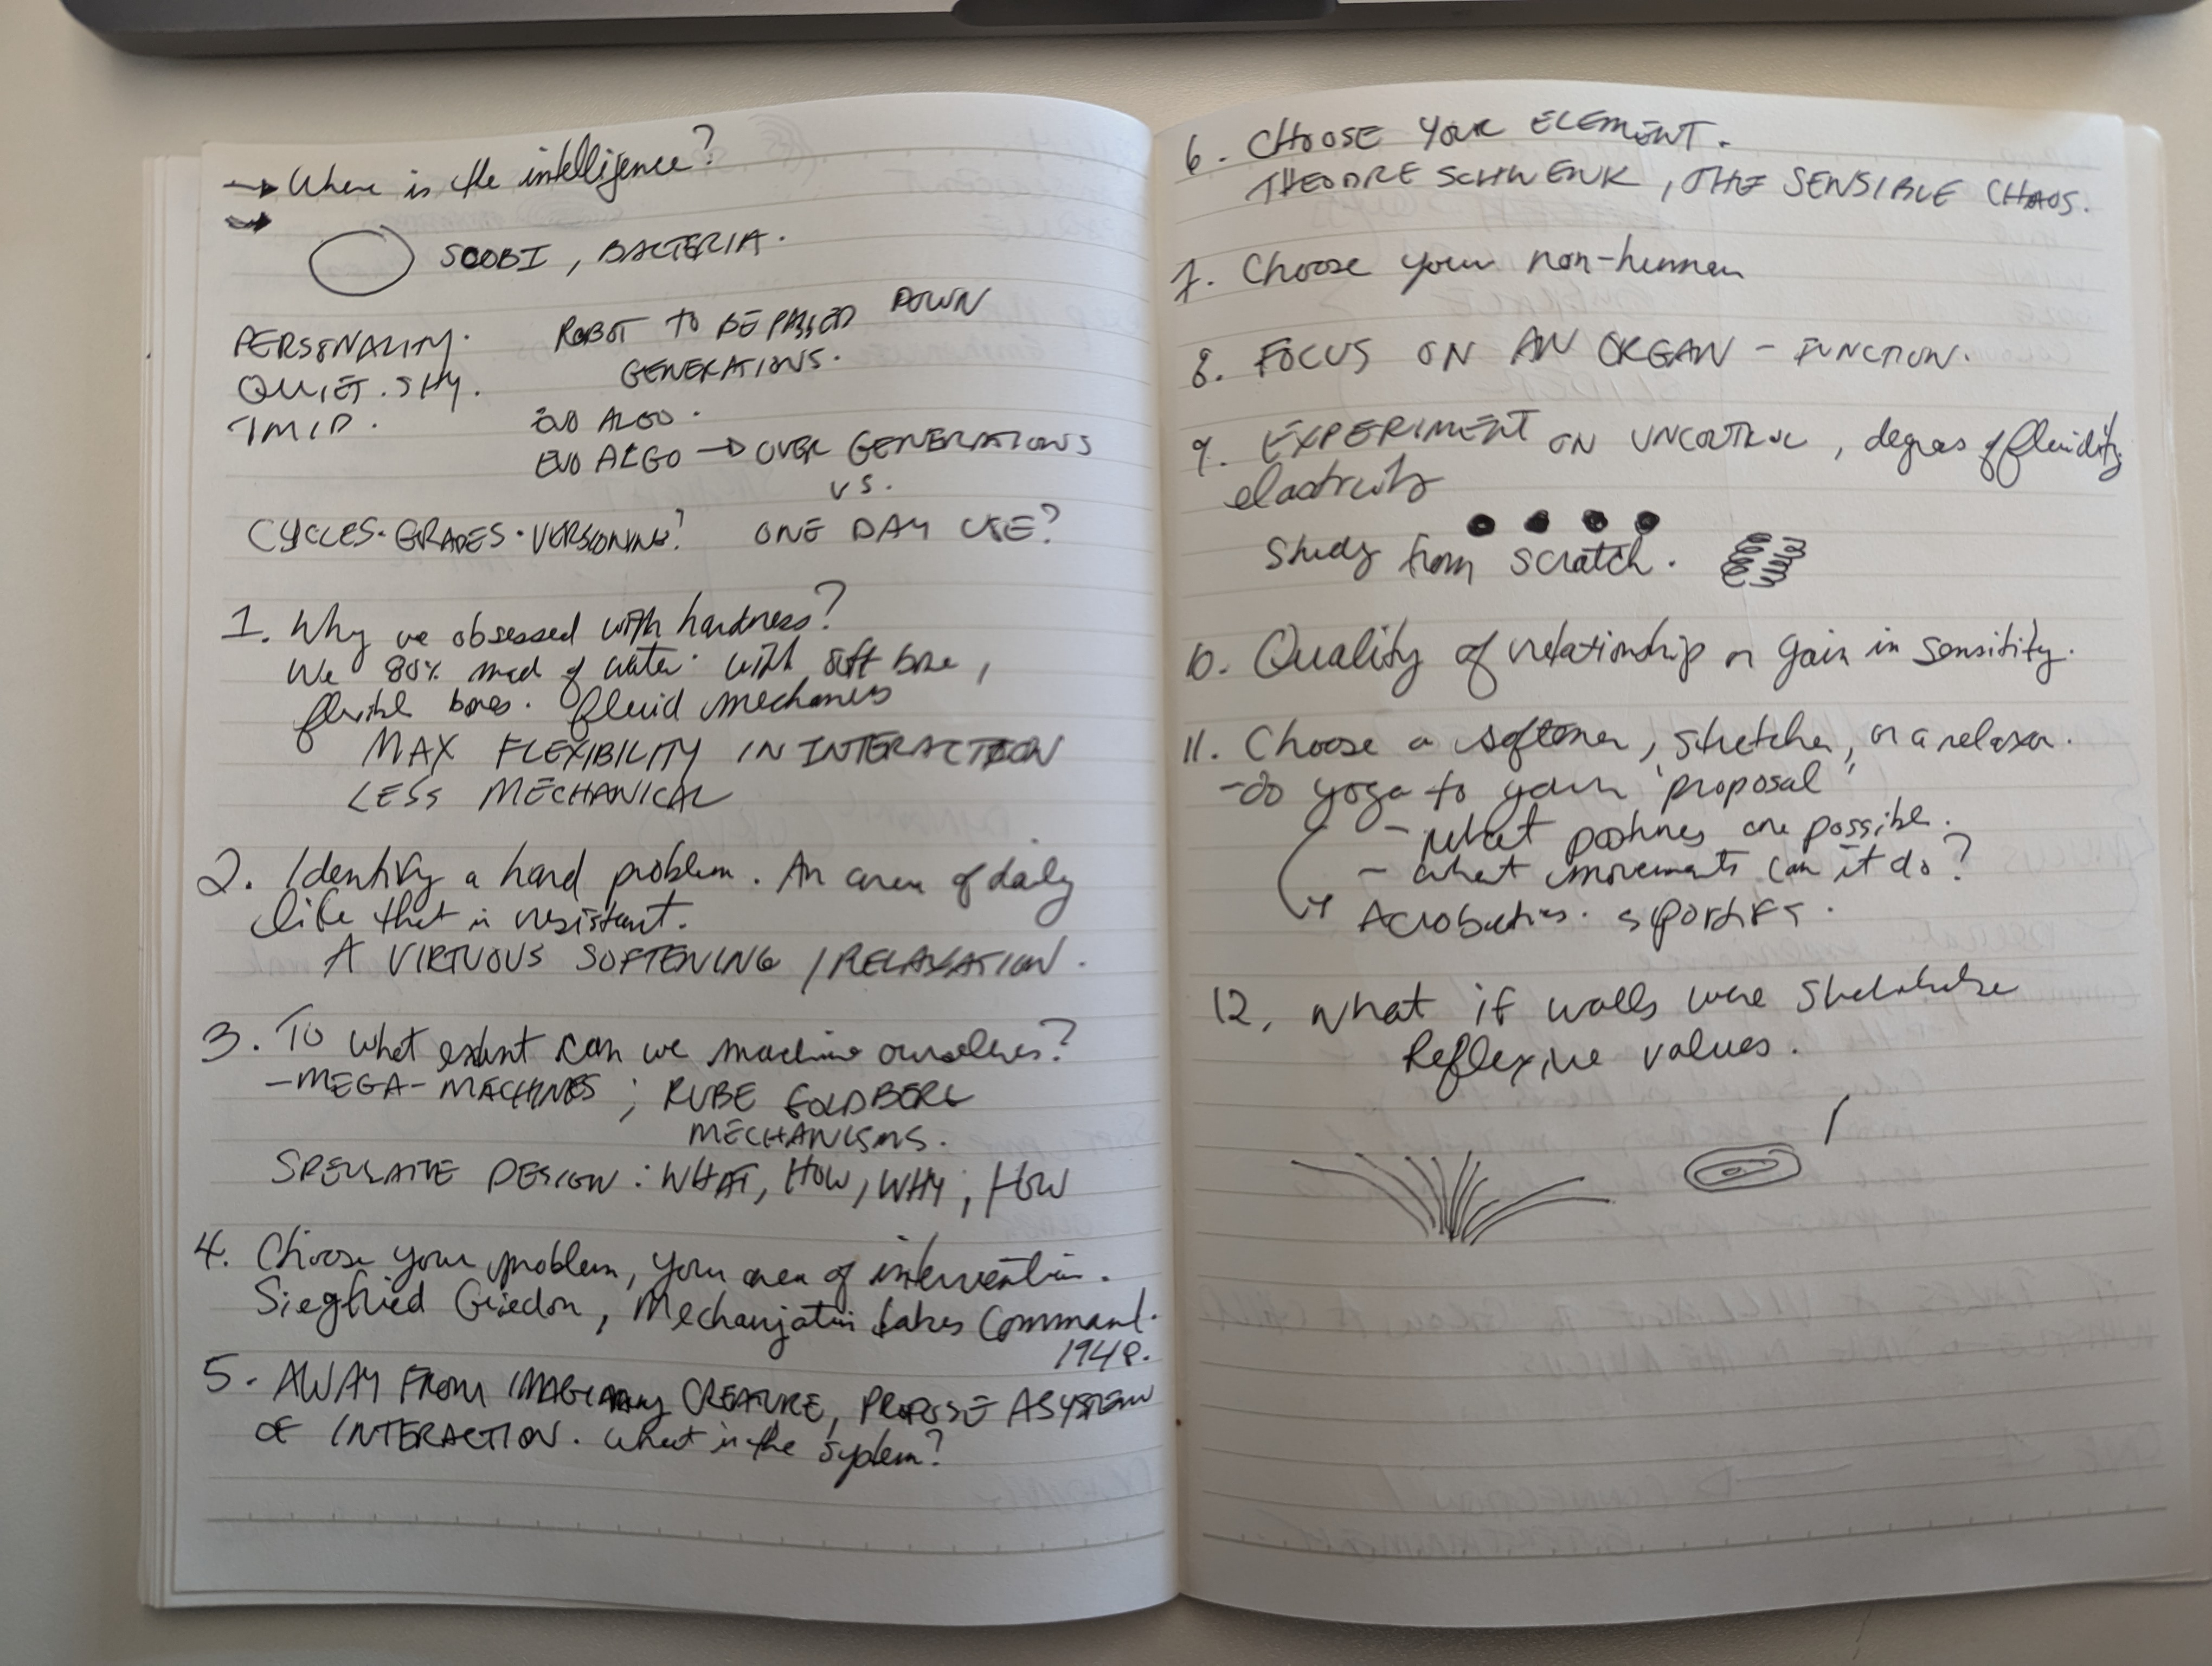 → Where is the intelligence?
→
SCOBI, BACTERIA.
PERSONALITY.
QUIET. SHY.
TIMID.
ROBOT TO BE PASSED DOWN
GENERATIONS.
EVO ALGO.
EVO ALGO → OVER GENERATIONS
VS.
CYCLES. GRADES. VERSIONING? ONE DAY USE?
1. Why we obsessed with hardness?
We 80% mad of water. with soft bone,
flexible bones. fluid mechanics
MAX FLEXIBILITY IN INTERACTION
LESS MECHANICAL
2. Identify a hard problem. An area of daily
life that is resistant.
A VIRTUOUS SOFTENING / RELAXATION.
3. To what extent can we machine ourselves?
- MEGA-MACHINES ; RUBE GOLDBERG
MECHANISMS.
DESIGN : WHAT, HOW, WHY, HOW
4. Choose your problem, your area of intervention.
Siegfried Giedon, Mechanization takes Command.
1948.
5. AWAY FROM IMAGINARY CREATURE, PROPOSE A SYSTEM
OF INTERACTION. What is the system?
6. CHOOSE YOUR ELEMENT.
THEODRE SCHWENK, THE SENSIBLE CHAOS.
7. Choose your non-human
8. FOCUS ON AN ORGAN - FUNCTION.
9. EXPERIMENT ON UNCONTROL, degres of fluidity
elasticity
Study from scratch.
10. Quality of relationship or gain in sensitity.
11. Choose a softener, stretcher, or a relaxer.
- do yoga to your 'proposal'
- what postures are possible.
- what movements can it do?
Acrobatics. sportifs.
12. What if walls were
Reflexive values.